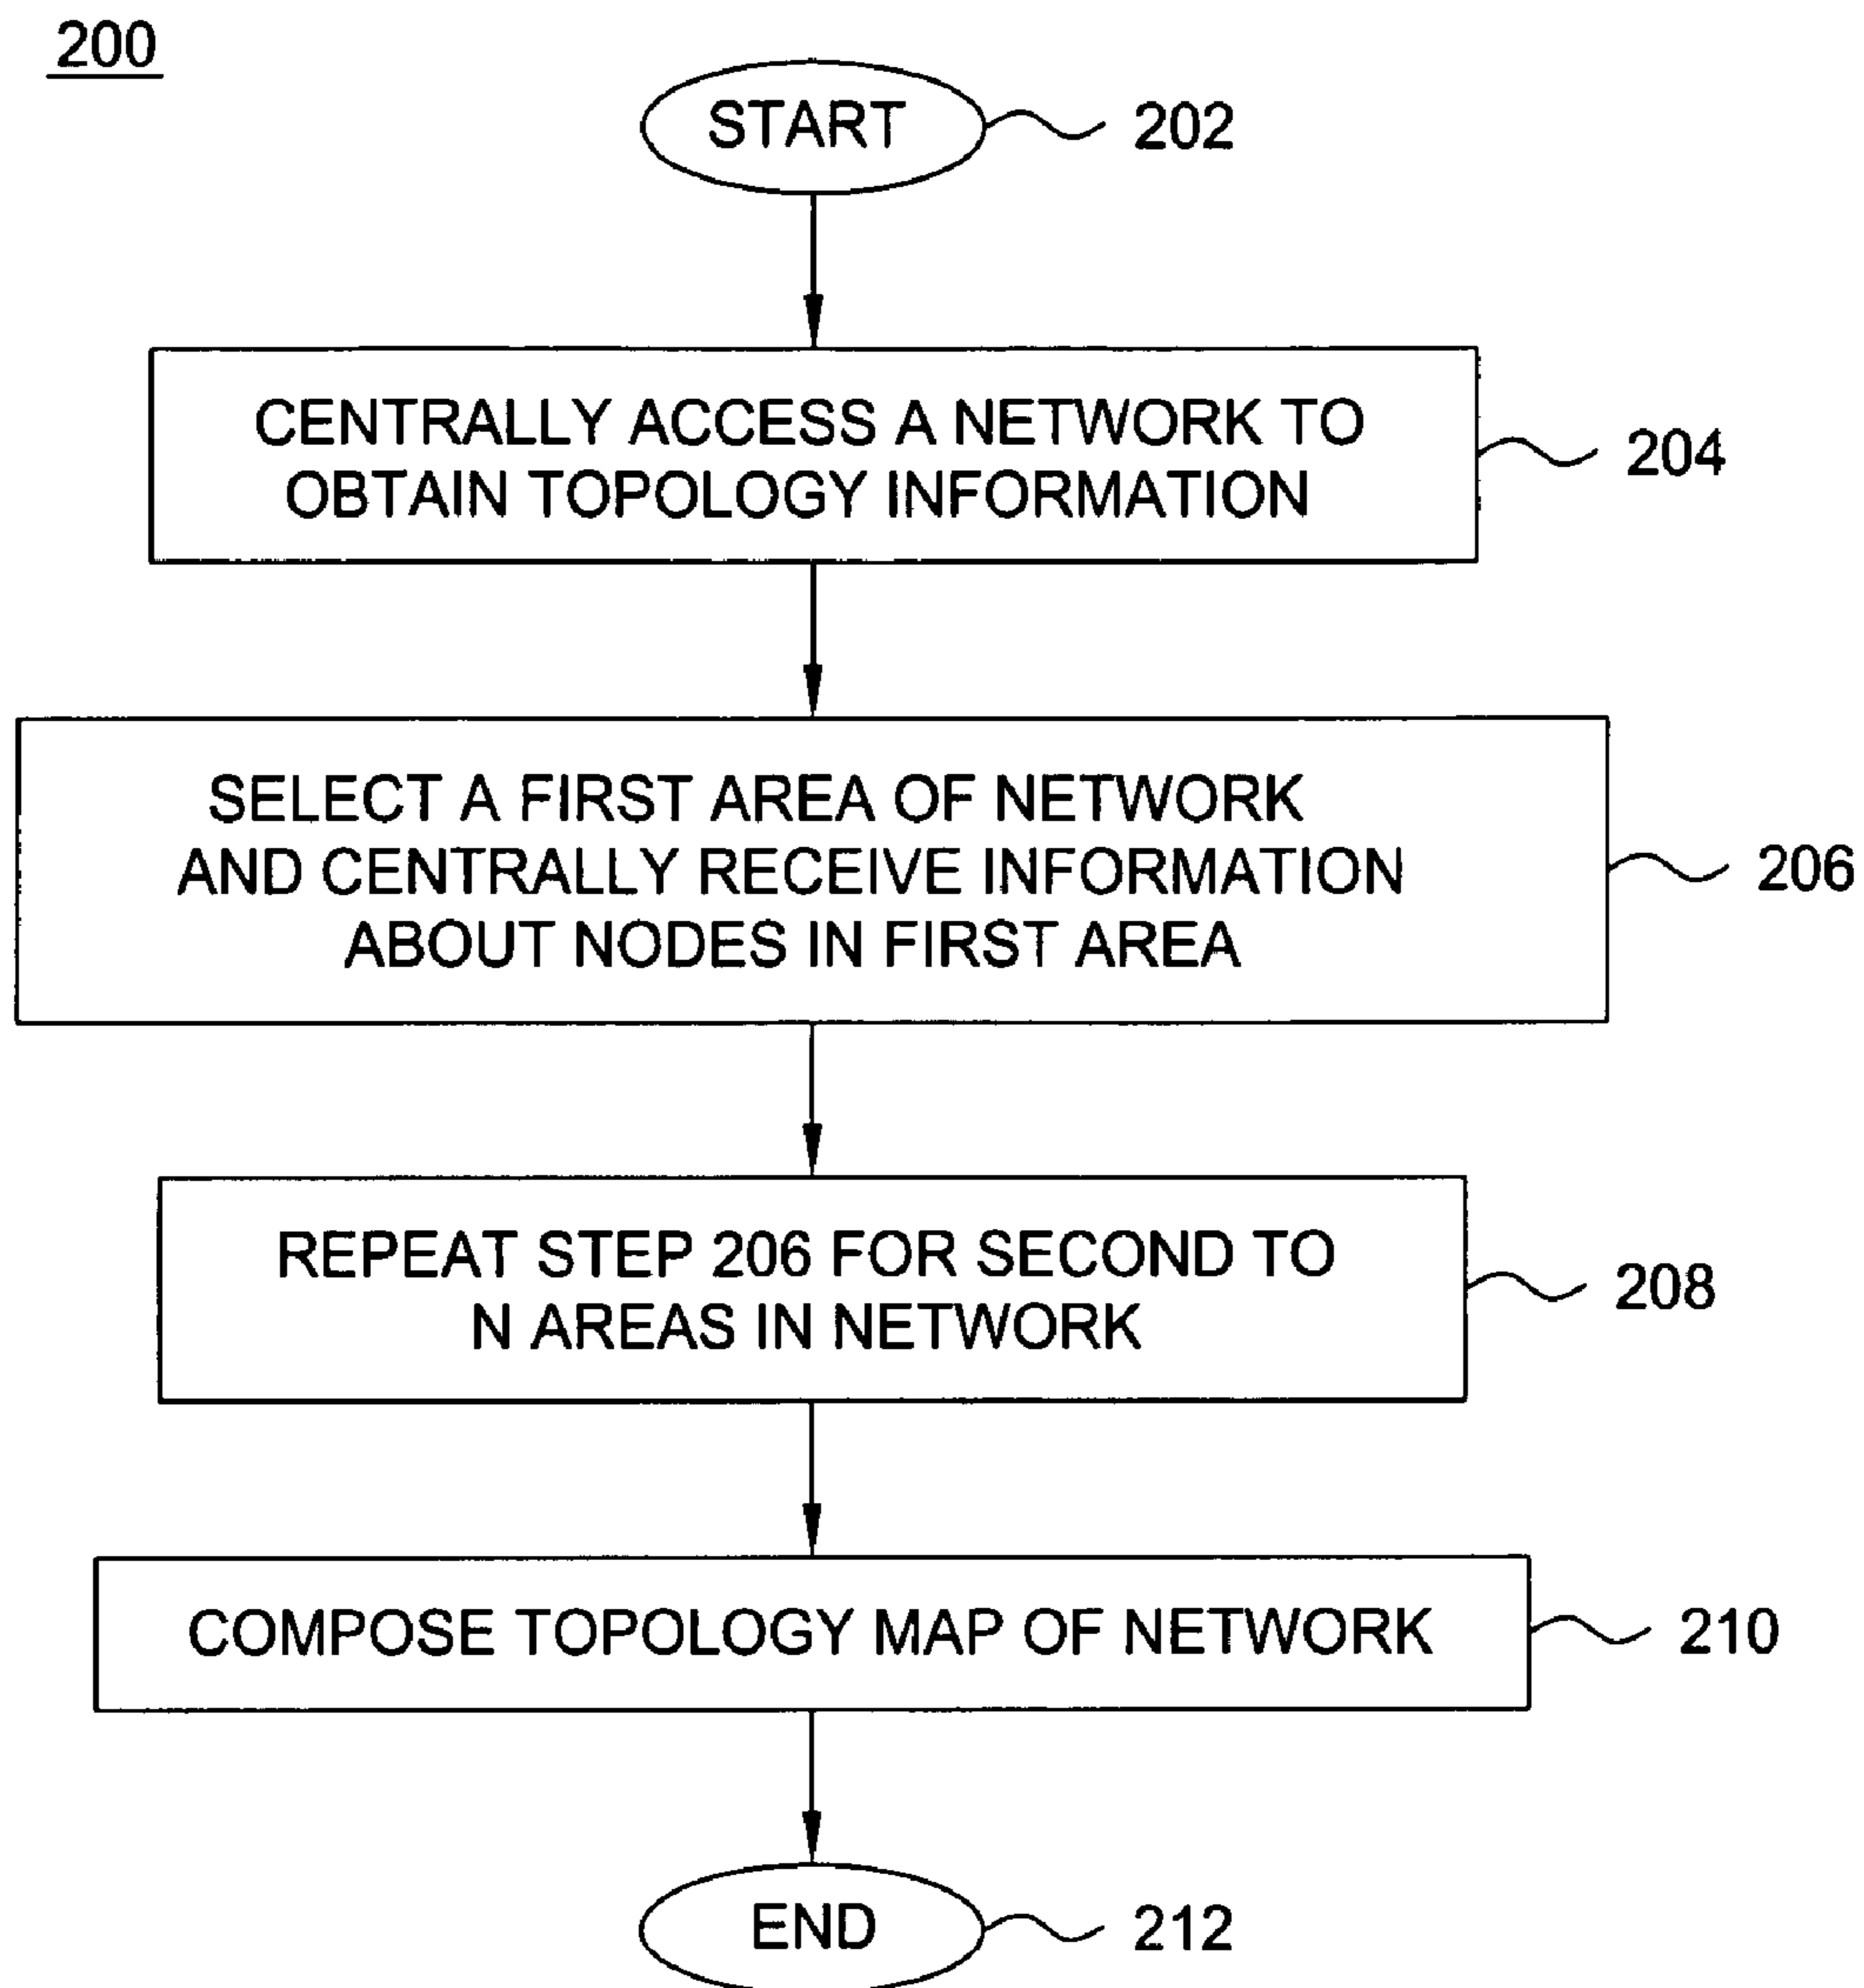 200
START
202
CENTRALLY ACCESS A NETWORK TO
OBTAIN TOPOLOGY INFORMATION
204
SELECT A FIRST AREA OF NETWORK
AND CENTRALLY RECEIVE INFORMATION
ABOUT NODES IN FIRST AREA
206
REPEAT STEP 206 FOR SECOND TO
N AREAS IN NETWORK
208
COMPOSE TOPOLOGY MAP OF NETWORK
210
END
212